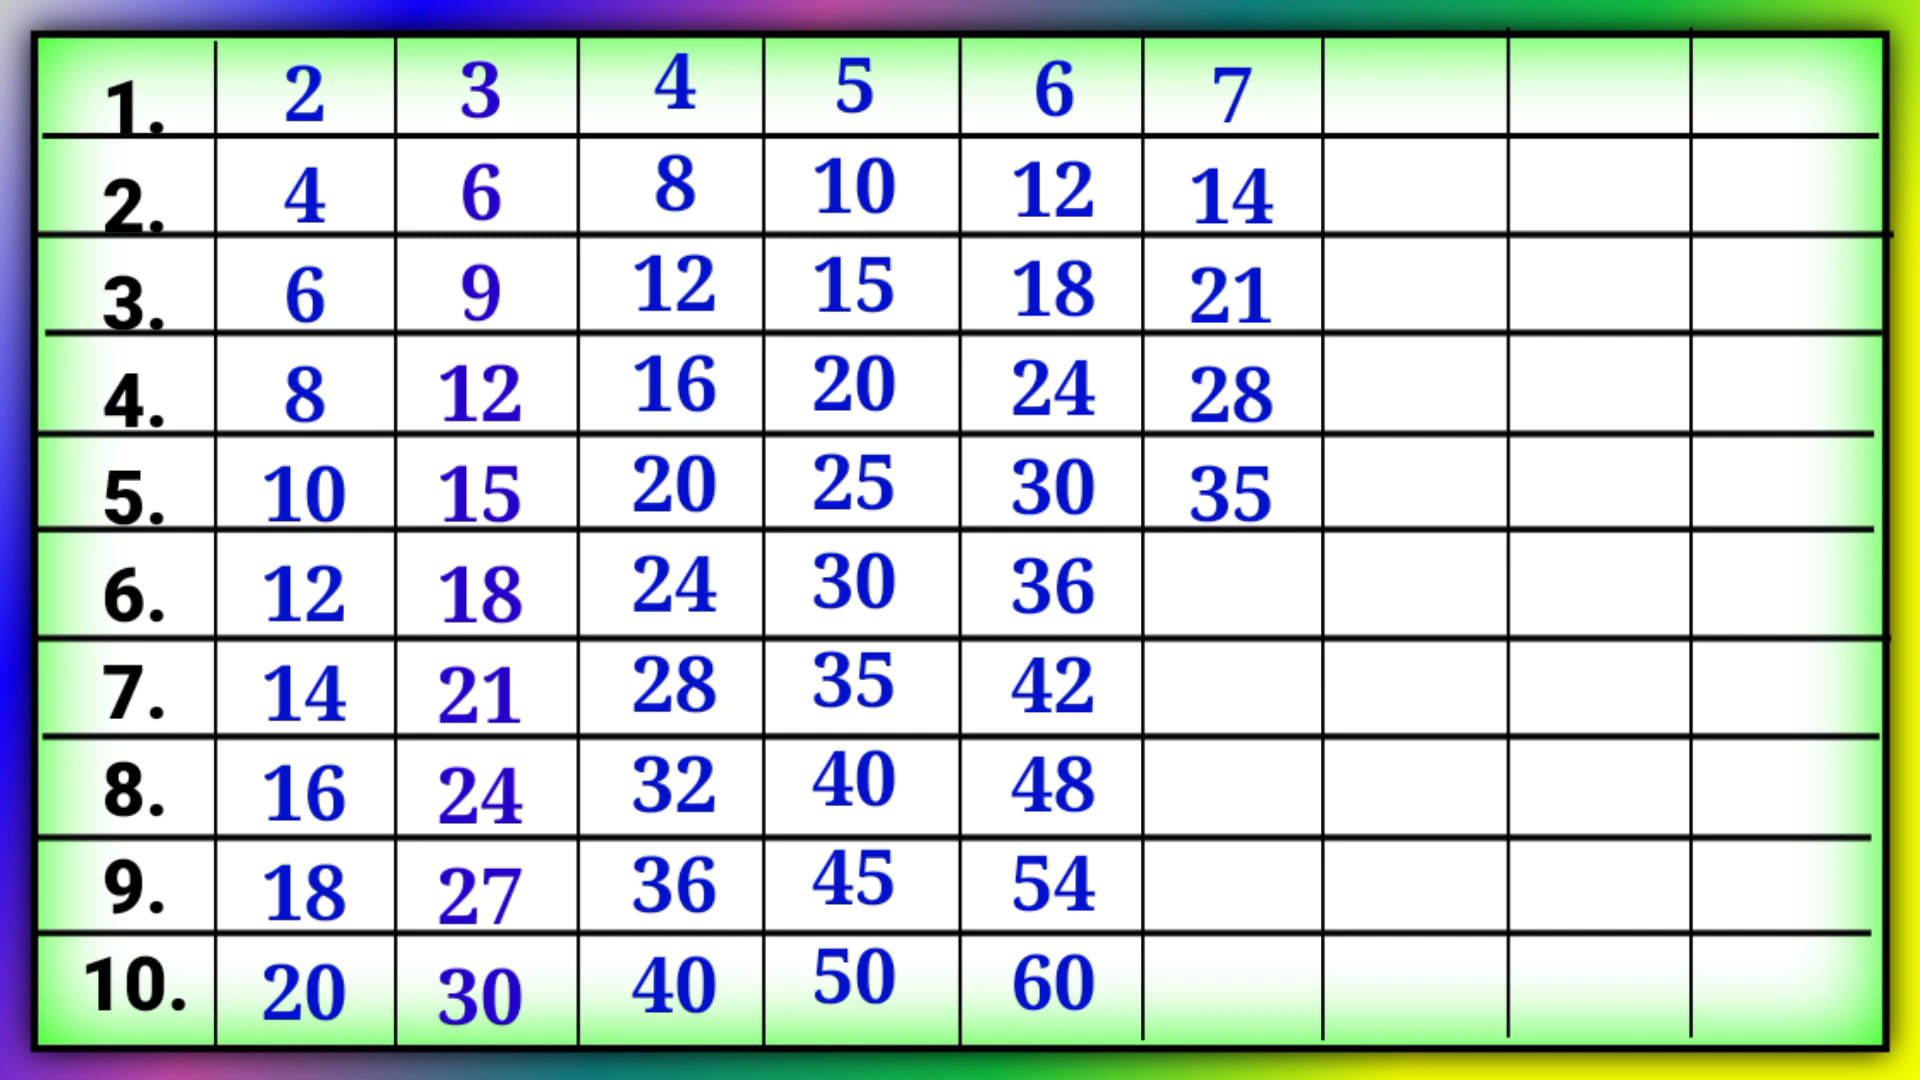 1. 2 3 4 5 6 7
2. 4 6 8 10 12 14
3. 6 9 12 15 18 21
4. 8 12 16 20 24 28
5. 10 15 20 25 30 35
6. 12 18 24 30 36
7. 14 21 28 35 42
8. 16 24 32 40 48
9. 18 27 36 45 54
10. 20 30 40 50 60